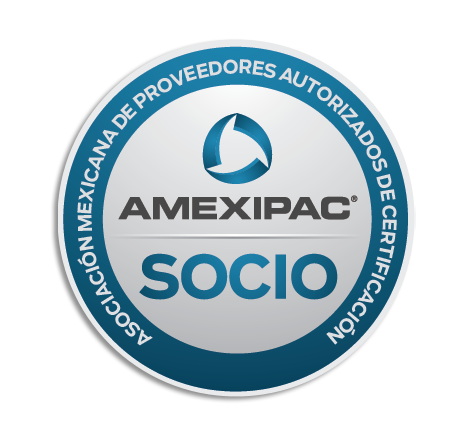 ASOCIACIÓN MEXICANA DE PROVEEDORES AUTORIZADOS DE CERTIFICACIÓN
AMEXIPAC®
SOCIO